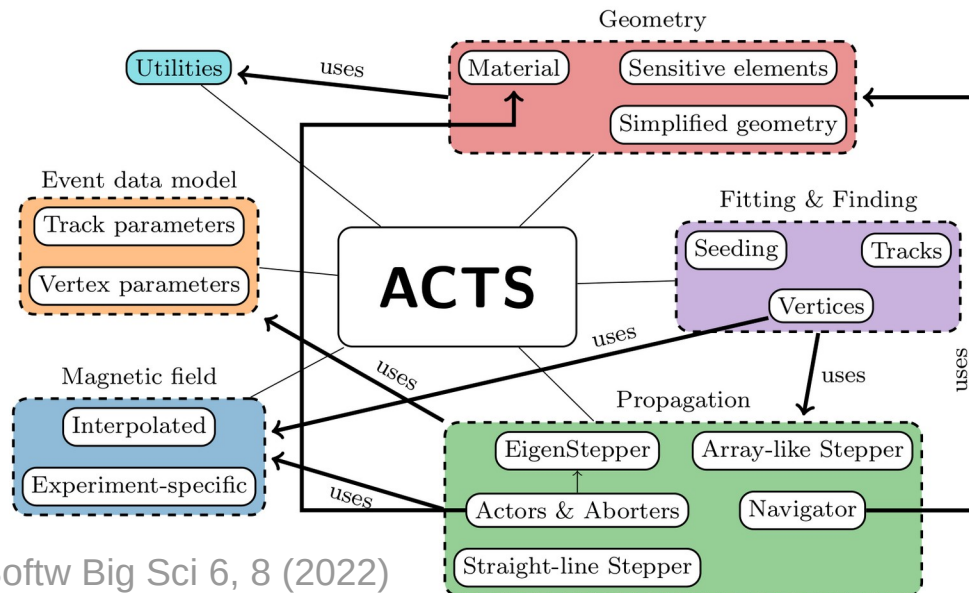 Geometry
Utilities
uses
Material
Sensitive elements
Simplified geometry
Event data model
Track parameters
Vertex parameters
ACTS
Fitting & Finding
Seeding
Tracks
Vertices
uses
uses
uses
uses
Magnetic field
Interpolated
Experiment-specific
uses
Propagation
EigenStepper
Array-like Stepper
Actors & Aborters
Navigator
Straight-line Stepper
oftw Big Sci 6, 8 (2022)